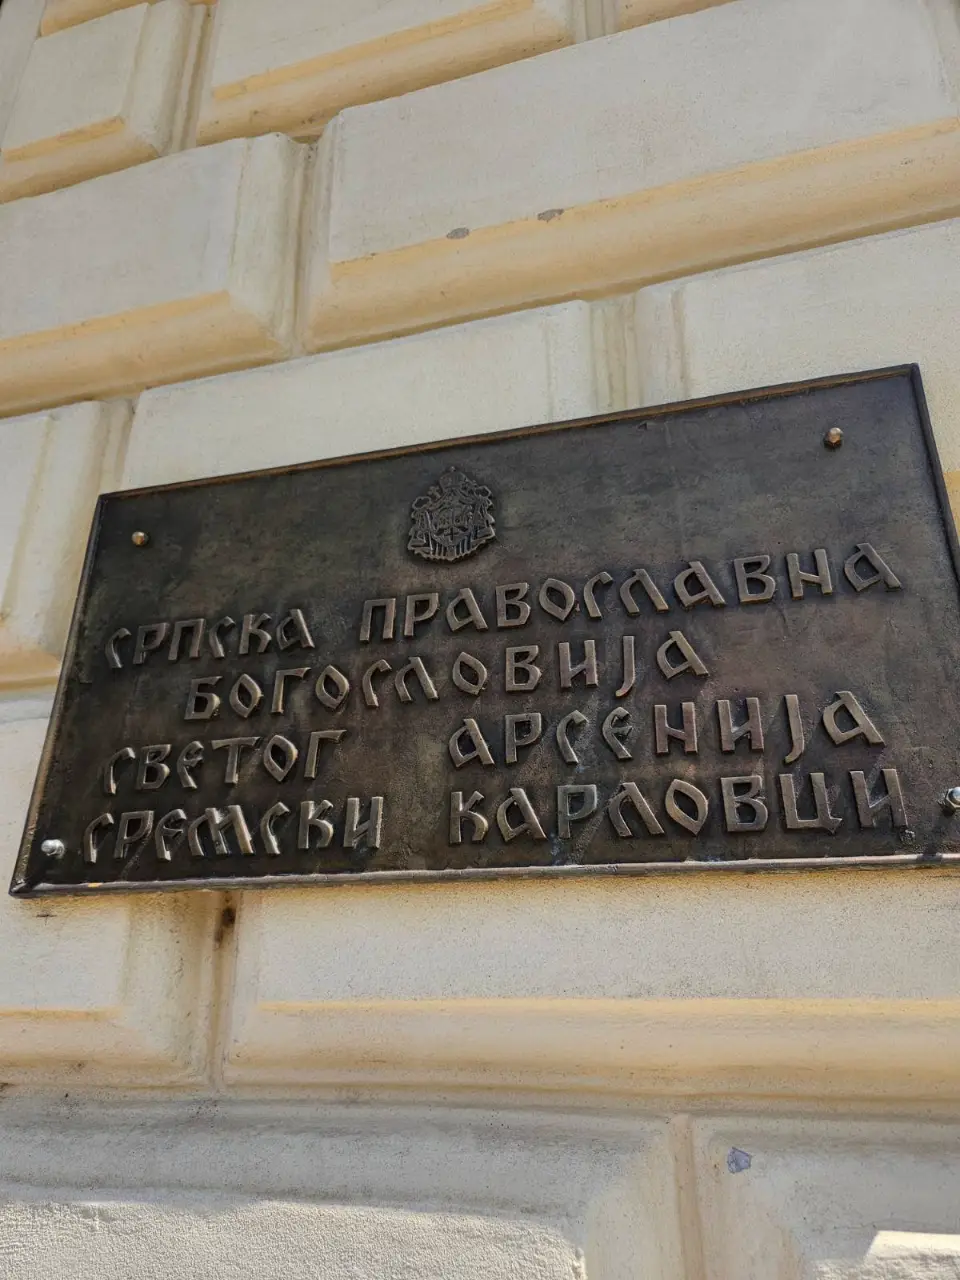 СРПСКА ПРАВОСЛАВНА
БОГОСЛОВИЈА
СВЕТОГ АРСЕНИЈА
СРЕМСКИ КАРЛОВЦИ